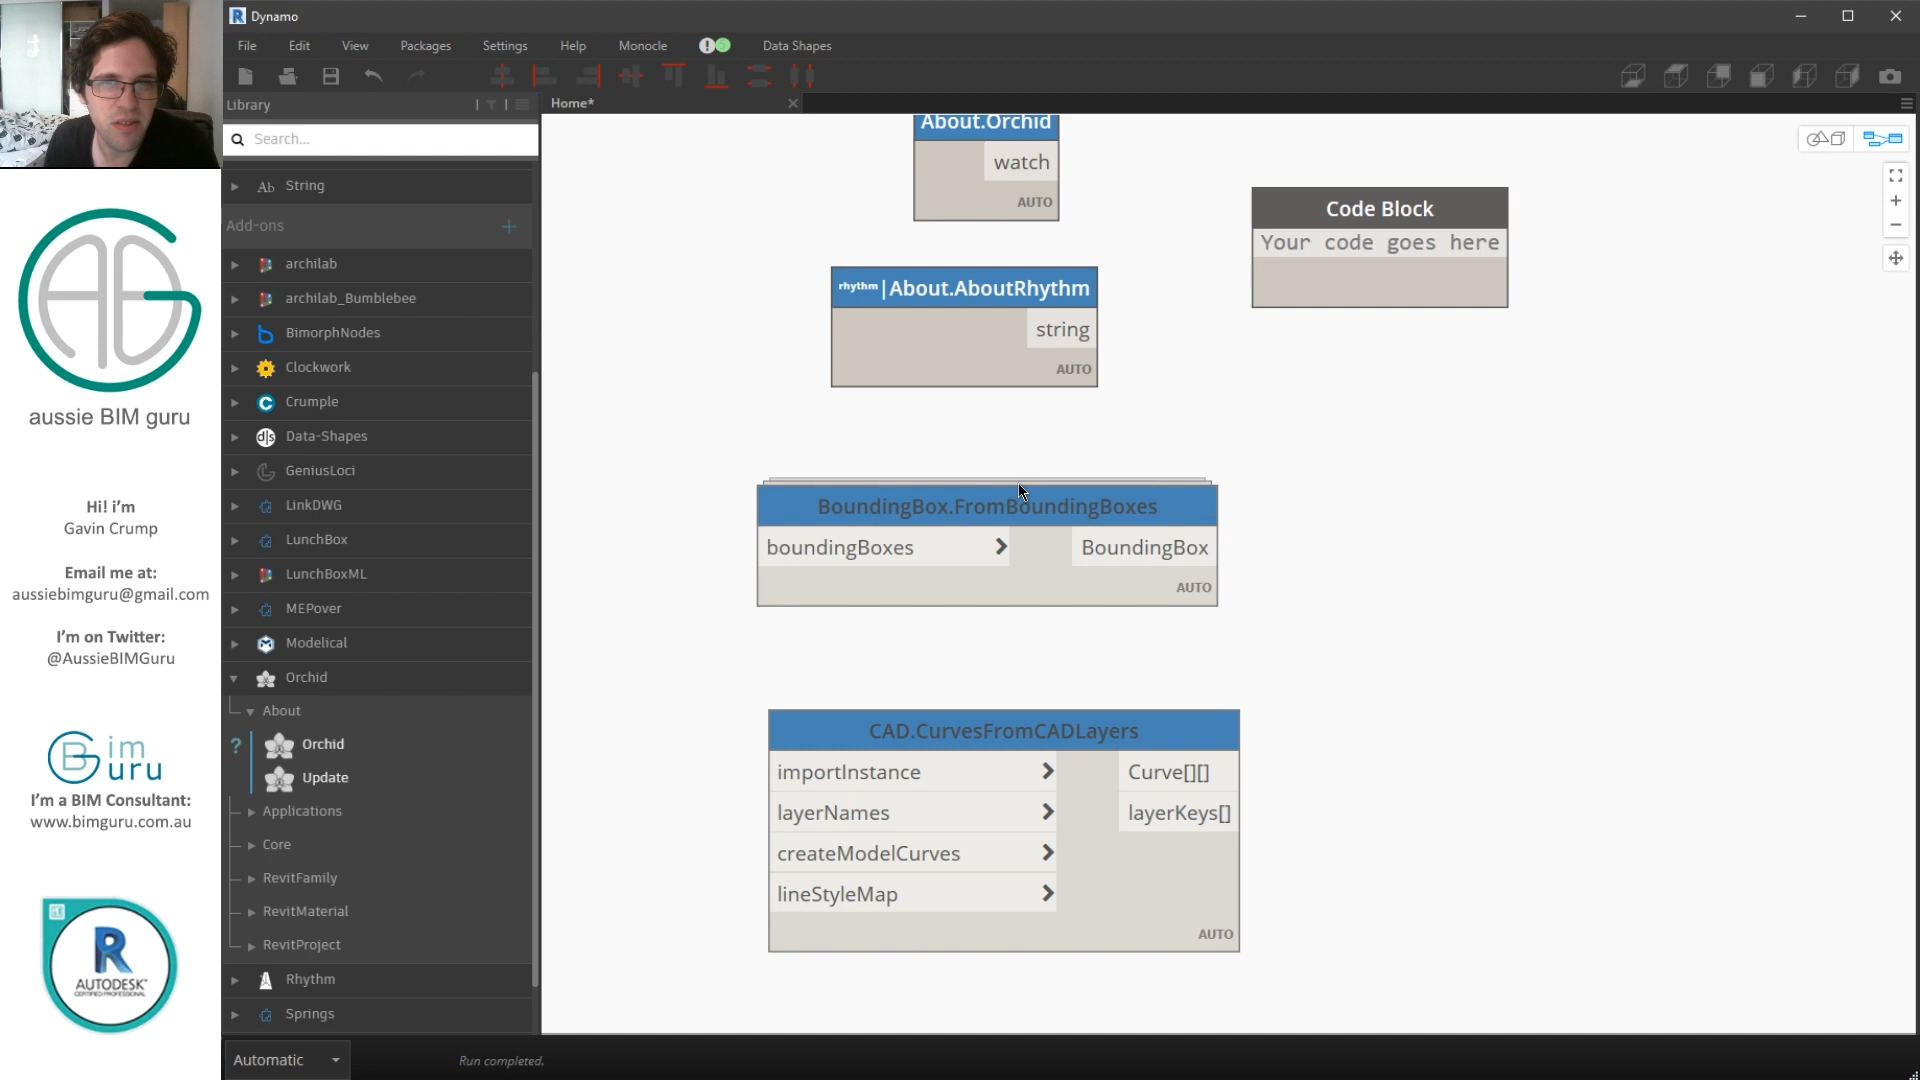 Dynamo
File Edit View Packages Settings Help Monocle Data Shapes
Library
Home*
Search...
Ab String
Add-ons
archilab
archilab_Bumblebee
BimorphNodes
Clockwork
Crumple
d|s Data-Shapes
GeniusLoci
LinkDWG
LunchBox
LunchBoxML
MEPover
Modelical
Orchid
About
? Orchid
Update
Applications
Core
RevitFamily
RevitMaterial
RevitProject
Rhythm
Springs
Automatic
Run completed.
About.Orchid
watch
AUTO
rhythm|About.AboutRhythm
string
AUTO
Code Block
Your code goes here
BoundingBox.FromBoundingBoxes
boundingBoxes > BoundingBox
AUTO
CAD.CurvesFromCADLayers
importInstance > Curve[][]
layerNames > layerKeys[]
createModelCurves >
lineStyleMap >
AUTO
aussie BIM guru
Hi! i'm
Gavin Crump
Email me at:
aussiebimguru@gmail.com
I'm on Twitter:
@AussieBIMGuru
Bim
Guru
I'm a BIM Consultant:
www.bimguru.com.au
R
AUTODESK
CERTIFIED PROFESSIONAL